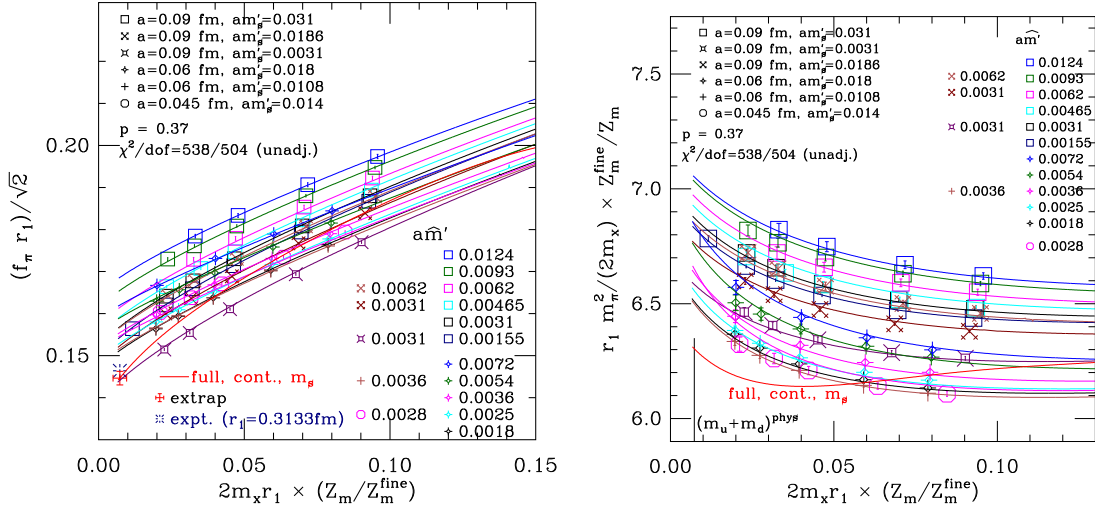 a=0.09 fm, am′ₛ=0.031
a=0.09 fm, am′ₛ=0.0186
a=0.09 fm, am′ₛ=0.0031
a=0.06 fm, am′ₛ=0.018
a=0.06 fm, am′ₛ=0.0108
a=0.045 fm, am′ₛ=0.014
p = 0.37
χ²/dof=538/504 (unadj.)
am̂′
0.0124
0.0093
0.0062 0.0062
0.0031 0.00465
0.0031
0.0031 0.00155
0.0072
0.0036 0.0054
0.0036
0.0028 0.0025
0.0018
full, cont., mₛ
extrap
expt. (r₁=0.3133fm)
0.20
0.15
(f_π r₁)/√2
0.00 0.05 0.10 0.15
2mₓr₁ × (Z_m/Z_m^fine)
a=0.09 fm, am′ₛ=0.031
a=0.09 fm, am′ₛ=0.0031
a=0.09 fm, am′ₛ=0.0186
a=0.06 fm, am′ₛ=0.018
a=0.06 fm, am′ₛ=0.0108
a=0.045 fm, am′ₛ=0.014
p = 0.37
χ²/dof=538/504 (unadj.)
am̂′
0.0124
0.0062 0.0093
0.0031 0.0062
0.00465
0.0031 0.0031
0.00155
0.0072
0.0054
0.0036 0.0036
0.0025
0.0018
0.0028
full, cont., mₛ
(m_u+m_d)^phys
7.5
7.0
6.5
6.0
r₁ m_π²/(2mₓ) × Z_m^fine/Z_m
0.00 0.05 0.10
2mₓr₁ × (Z_m/Z_m^fine)